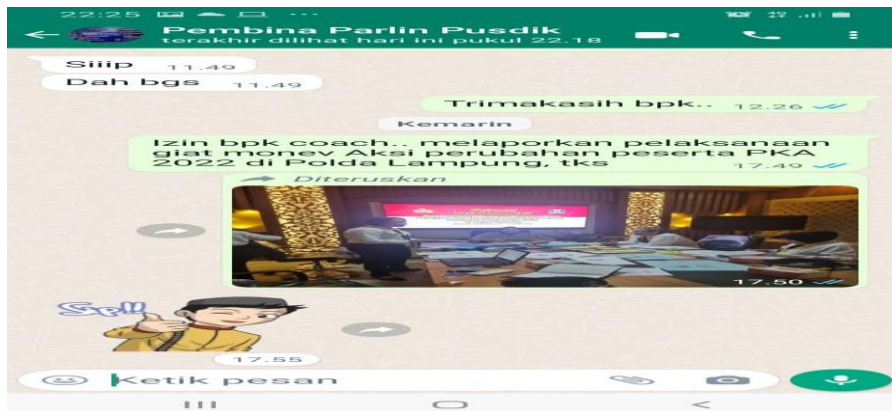 22:25
Pembina Parlin Pusdik
terakhir dilihat hari ini pukul 22.18
Siiip 11.49
Dah bgs 11.49
Trimakasih bpk.. 12.26
Kemarin
Izin bpk coach.. melaporkan pelaksanaan
giat monev Aksi perubahan peserta PKA
2022 di Polda Lampung, tks 17.49
Diteruskan
17.50
17.55
Ketik pesan